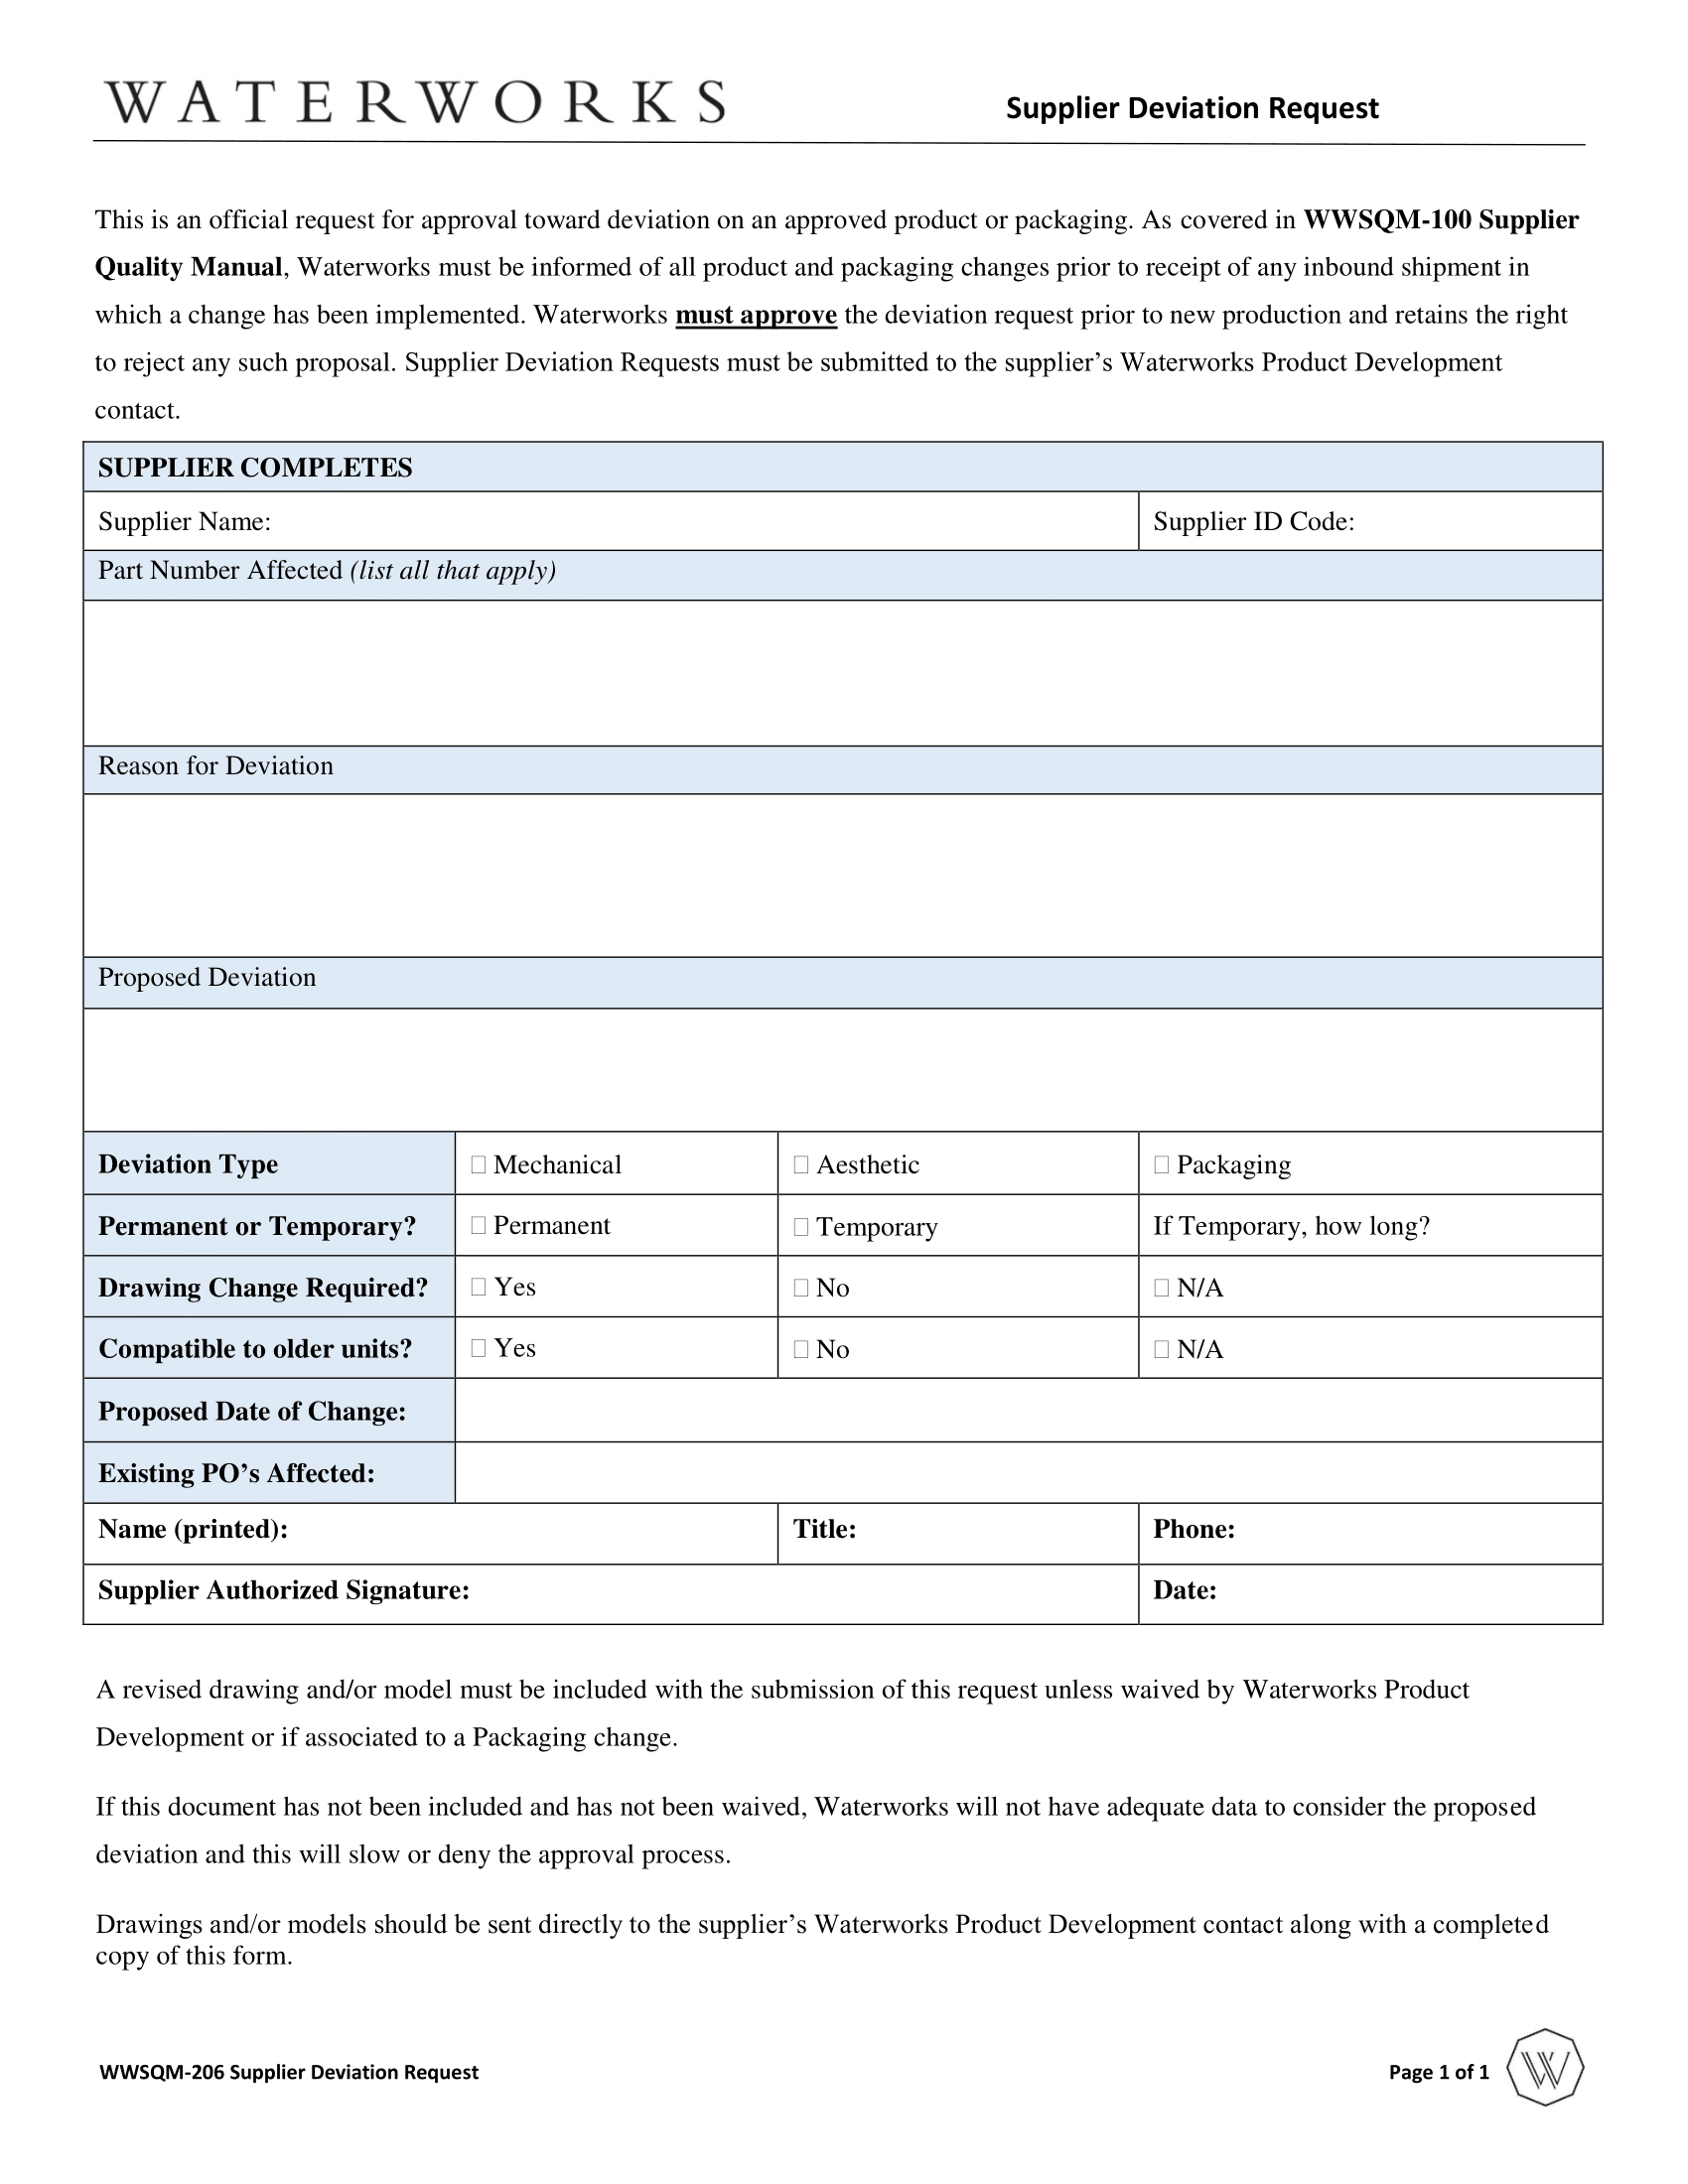 WATERWORKS
Supplier Deviation Request
This is an official request for approval toward deviation on an approved product or packaging. As covered in WWSQM-100 Supplier
Quality Manual, Waterworks must be informed of all product and packaging changes prior to receipt of any inbound shipment in
which a change has been implemented. Waterworks must approve the deviation request prior to new production and retains the right
to reject any such proposal. Supplier Deviation Requests must be submitted to the supplier’s Waterworks Product Development
contact.
SUPPLIER COMPLETES
Supplier Name: Supplier ID Code:
Part Number Affected (list all that apply)
Reason for Deviation
Proposed Deviation
Deviation Type ☐ Mechanical ☐ Aesthetic ☐ Packaging
Permanent or Temporary? ☐ Permanent ☐ Temporary If Temporary, how long?
Drawing Change Required? ☐ Yes ☐ No ☐ N/A
Compatible to older units? ☐ Yes ☐ No ☐ N/A
Proposed Date of Change:
Existing PO’s Affected:
Name (printed): Title: Phone:
Supplier Authorized Signature: Date:
A revised drawing and/or model must be included with the submission of this request unless waived by Waterworks Product
Development or if associated to a Packaging change.
If this document has not been included and has not been waived, Waterworks will not have adequate data to consider the proposed
deviation and this will slow or deny the approval process.
Drawings and/or models should be sent directly to the supplier’s Waterworks Product Development contact along with a completed
copy of this form.
WWSQM-206 Supplier Deviation Request Page 1 of 1 W